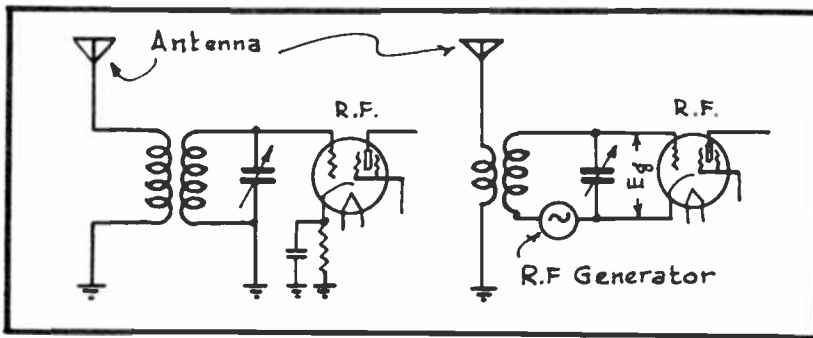 Antenna
R.F.
R.F.
Eg
R.F Generator